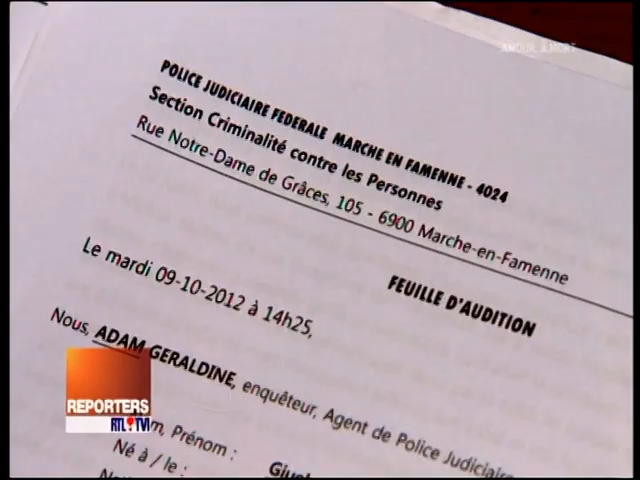 AMOUR À MORT
POLICE JUDICIAIRE FEDERALE MARCHE EN FAMENNE - 4024
Section Criminalité contre les Personnes
Rue Notre-Dame de Grâces, 105 - 6900 Marche-en-Famenne
FEUILLE D'AUDITION
Le mardi 09-10-2012 à 14h25,
Nous, ADAM GERALDINE, enquêteur, Agent de Police Judiciaire
Prénom :
Né à / le :
REPORTERS
RTL TVI